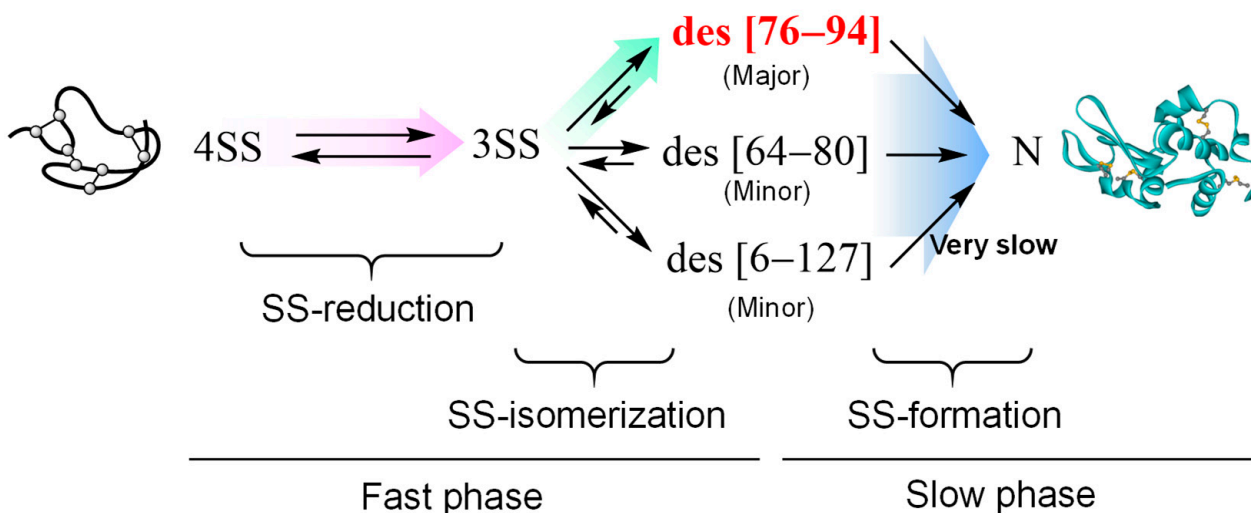 des [76–94]
(Major)
4SS
3SS
des [64–80]
(Minor)
N
des [6–127]
(Minor)
Very slow
SS-reduction
SS-isomerization
SS-formation
Fast phase
Slow phase